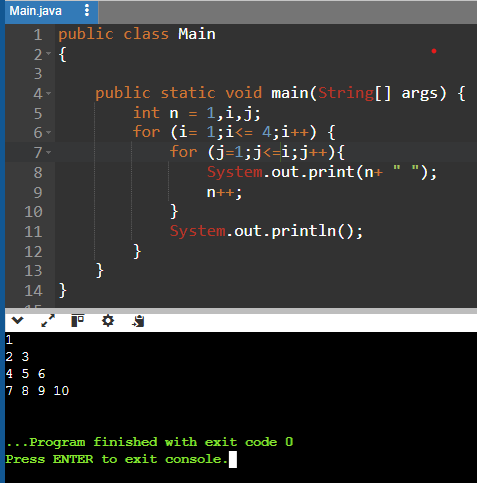 Main.java
1 public class Main
2 {
3
4 public static void main(String[] args) {
5 int n = 1,i,j;
6 for (i= 1;i<= 4;i++) {
7 for (j=1;j<=i;j++){
8 System.out.print(n+ " ");
9 n++;
10 }
11 System.out.println();
12 }
13 }
14 }
1
2 3
4 5 6
7 8 9 10
...Program finished with exit code 0
Press ENTER to exit console.